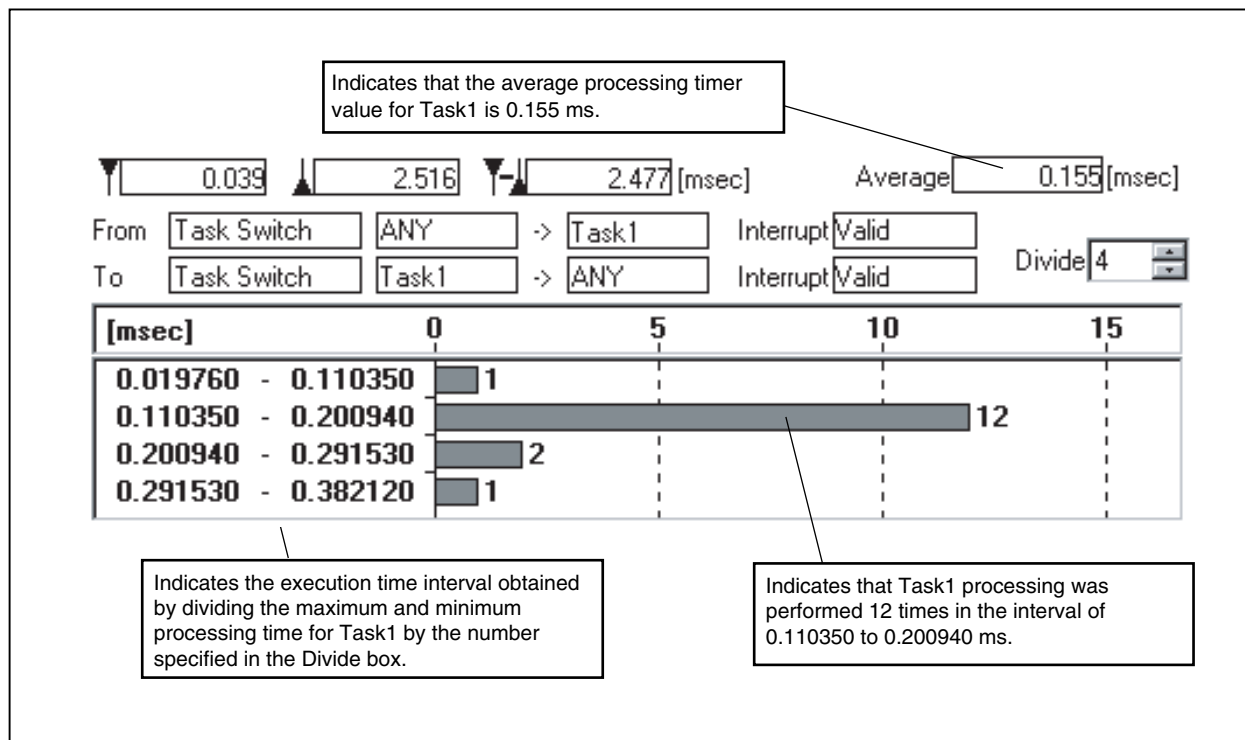 Indicates that the average processing timer
value for Task1 is 0.155 ms.
0.039 2.516 2.477 [msec] Average 0.155 [msec]
From Task Switch ANY -> Task1 Interrupt Valid
To Task Switch Task1 -> ANY Interrupt Valid
Divide 4
[msec] 0 5 10 15
0.019760 - 0.110350 1
0.110350 - 0.200940 12
0.200940 - 0.291530 2
0.291530 - 0.382120 1
Indicates the execution time interval obtained
by dividing the maximum and minimum
processing time for Task1 by the number
specified in the Divide box.
Indicates that Task1 processing was
performed 12 times in the interval of
0.110350 to 0.200940 ms.